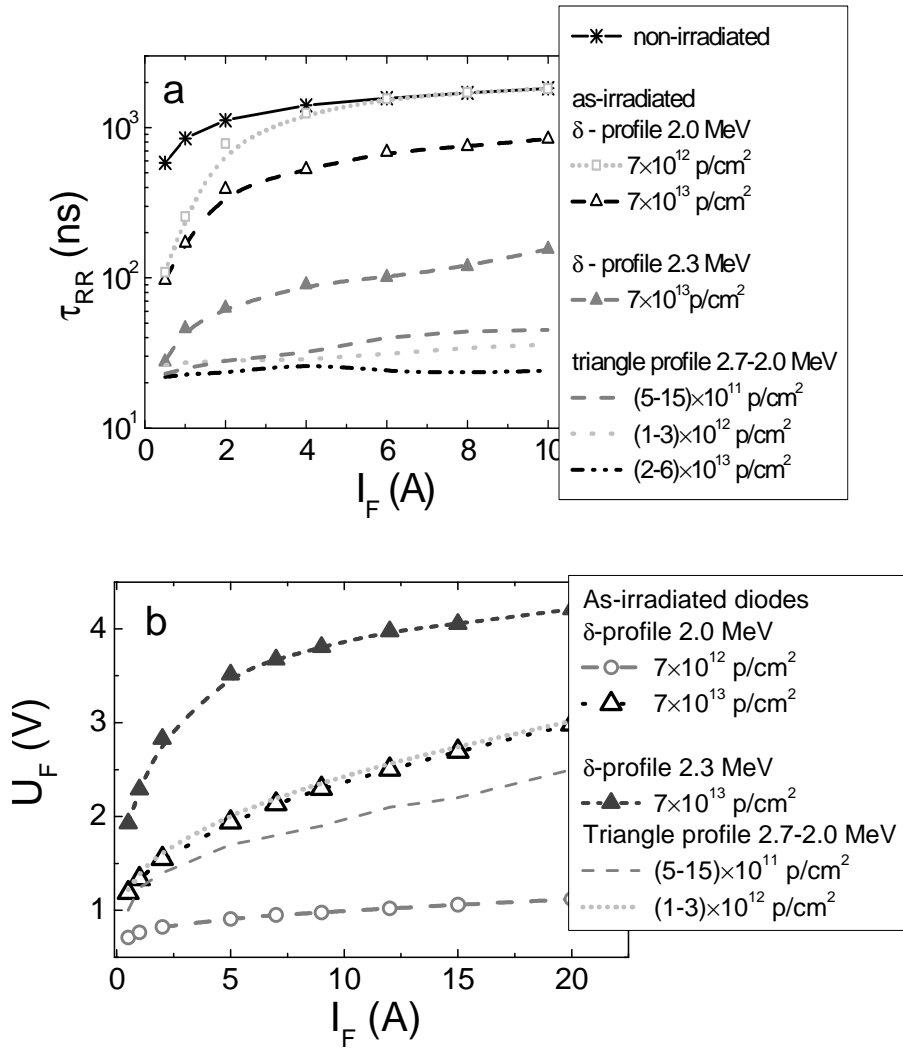 a
10³
10²
10¹
τRR (ns)
0 2 4 6 8 10
IF (A)
non-irradiated
as-irradiated
δ - profile 2.0 MeV
7×10¹² p/cm²
7×10¹³ p/cm²
δ - profile 2.3 MeV
7×10¹³p/cm²
triangle profile 2.7-2.0 MeV
(5-15)×10¹¹ p/cm²
(1-3)×10¹² p/cm²
(2-6)×10¹³ p/cm²
b
4
3
2
1
UF (V)
0 5 10 15 20
IF (A)
As-irradiated diodes
δ-profile 2.0 MeV
7×10¹² p/cm²
7×10¹³ p/cm²
δ-profile 2.3 MeV
7×10¹³ p/cm²
Triangle profile 2.7-2.0 MeV
(5-15)×10¹¹ p/cm²
(1-3)×10¹² p/cm²